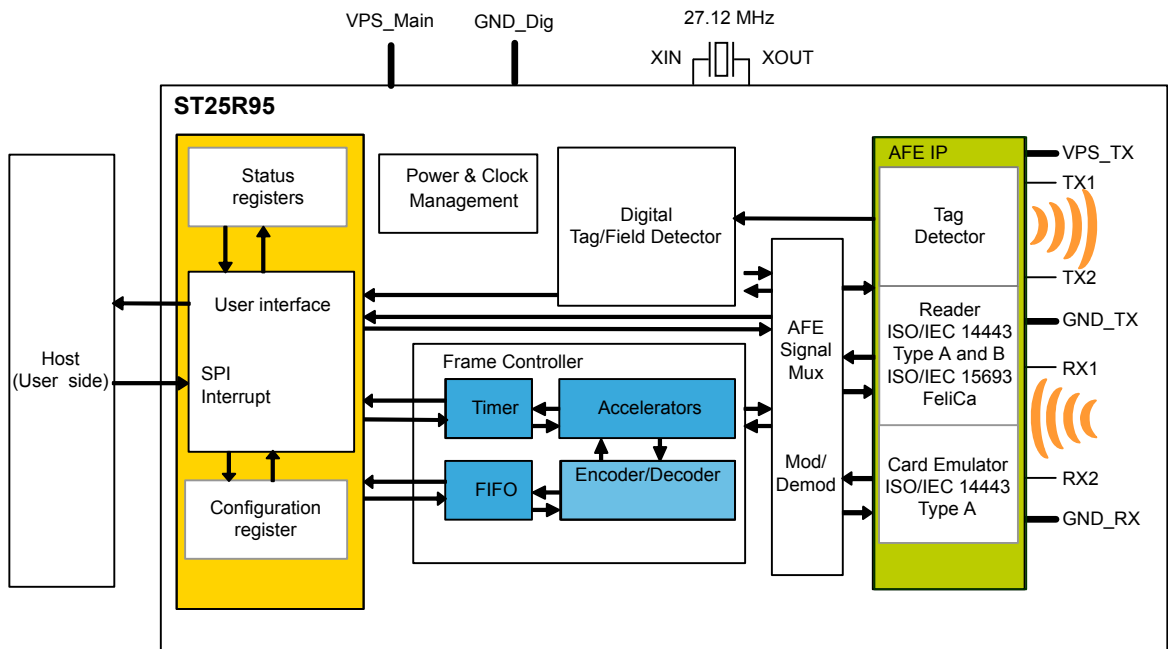 VPS_Main
GND_Dig
27.12 MHz
XIN
XOUT
ST25R95
Host
(User side)
Status
registers
User interface
SPI
Interrupt
Configuration
register
Power & Clock
Management
Digital
Tag/Field Detector
Frame Controller
Timer
Accelerators
FIFO
Encoder/Decoder
AFE
Signal
Mux
Mod/
Demod
AFE IP
Tag
Detector
Reader
ISO/IEC 14443
Type A and B
ISO/IEC 15693
FeliCa
Card Emulator
ISO/IEC 14443
Type A
VPS_TX
TX1
TX2
GND_TX
RX1
RX2
GND_RX